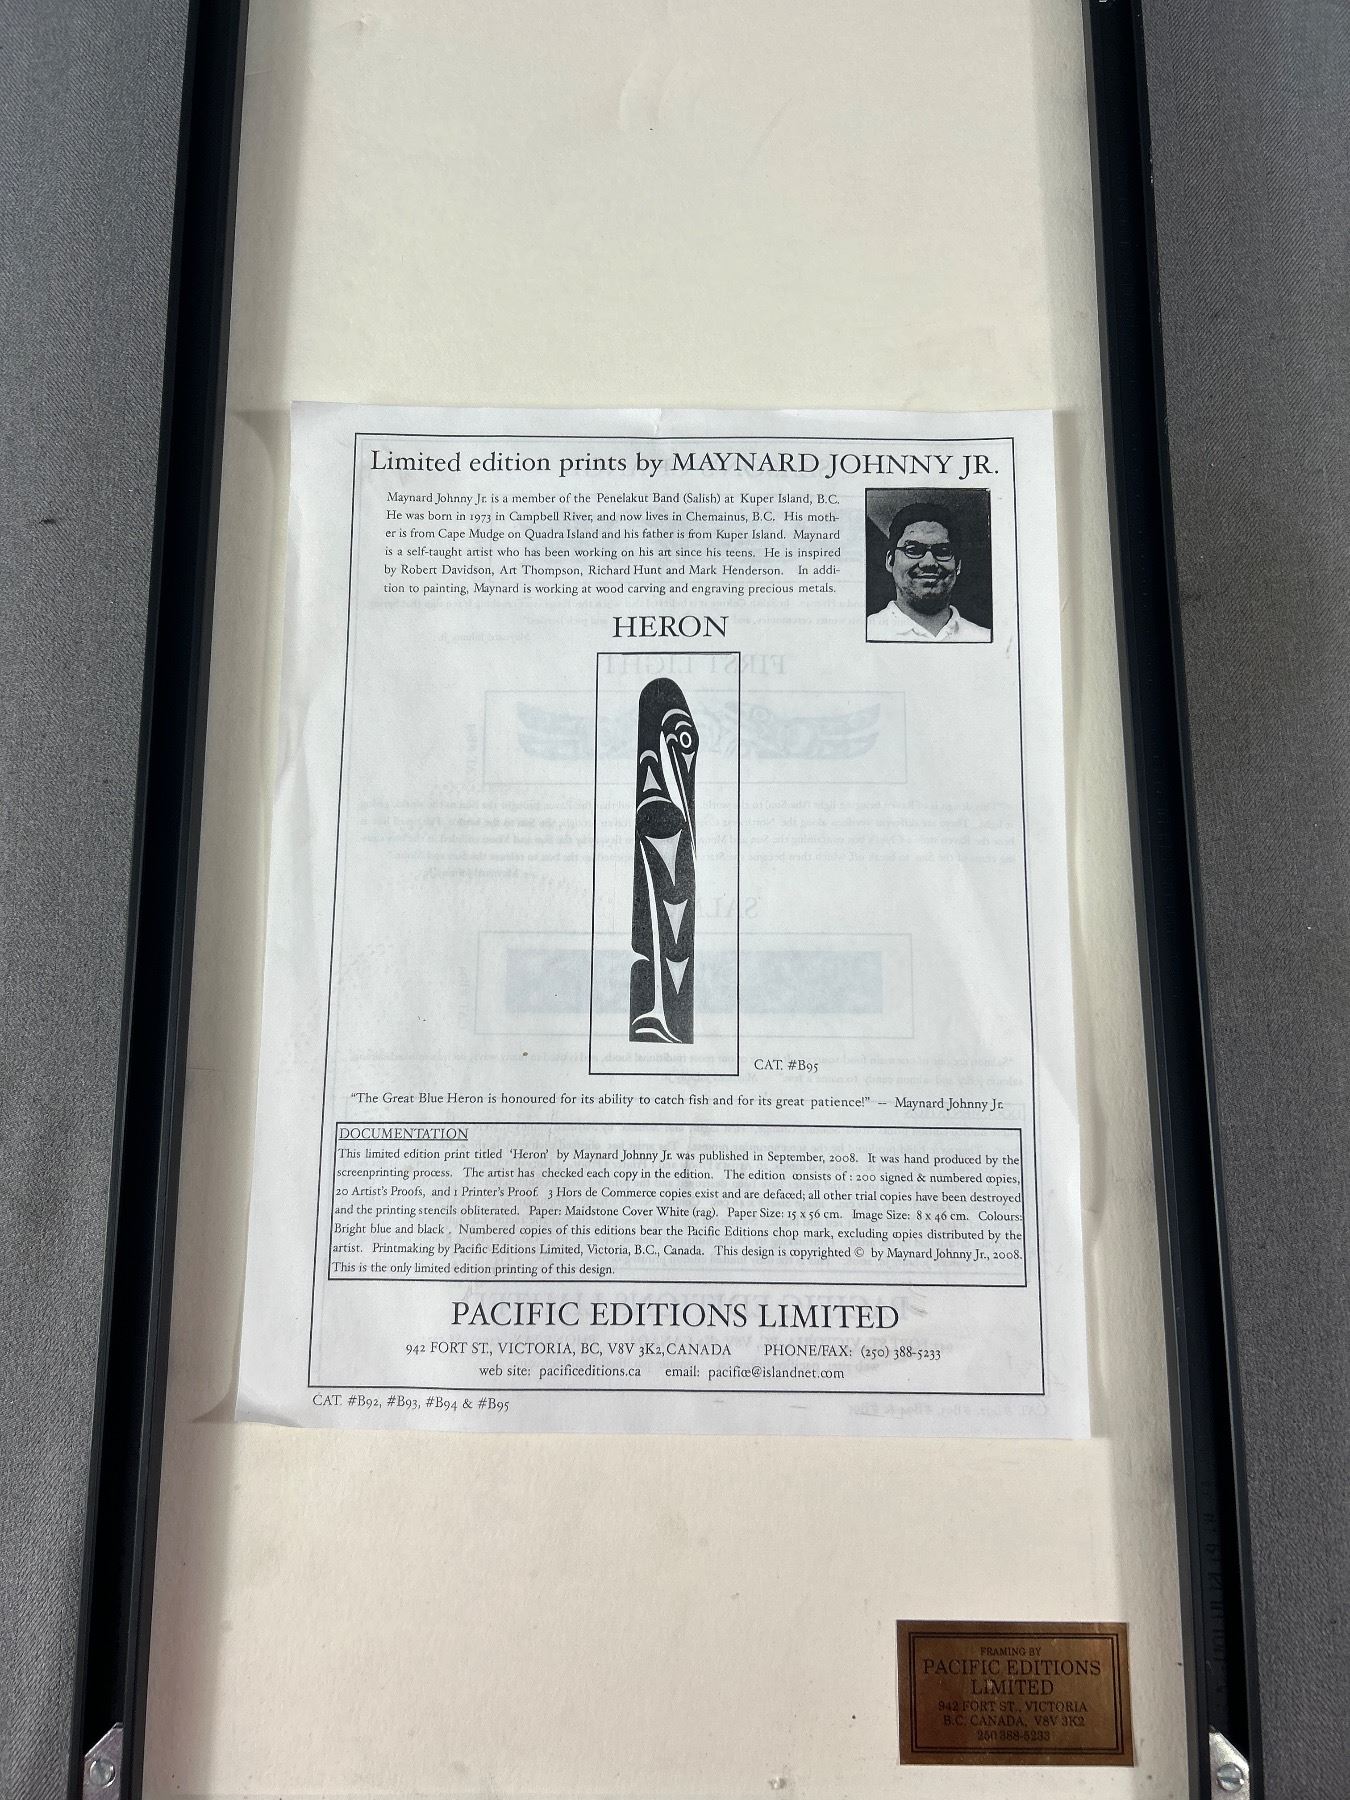 Limited edition prints by MAYNARD JOHNNY JR.
Maynard Johnny Jr. is a member of the Penelakut Band (Salish) at Kuper Island, B.C.
He was born in 1973 in Campbell River, and now lives in Chemainus, B.C. His moth-
er is from Cape Mudge on Quadra Island and his father is from Kuper Island. Maynard
is a self-taught artist who has been working on his art since his teens. He is inspired
by Robert Davidson, Art Thompson, Richard Hunt and Mark Henderson. In addi-
tion to painting, Maynard is working at wood carving and engraving precious metals.
HERON
CAT. #B95
"The Great Blue Heron is honoured for its ability to catch fish and for its great patience!" -- Maynard Johnny Jr.
DOCUMENTATION
This limited edition print titled 'Heron' by Maynard Johnny Jr. was published in September, 2008. It was hand produced by the
screenprinting process. The artist has checked each copy in the edition. The edition consists of : 200 signed & numbered copies,
20 Artist's Proofs, and 1 Printer's Proof. 3 Hors de Commerce copies exist and are defaced; all other trial copies have been destroyed
and the printing stencils obliterated. Paper: Maidstone Cover White (rag). Paper Size: 15 x 56 cm. Image Size: 8 x 46 cm. Colours:
Bright blue and black . Numbered copies of this editions bear the Pacific Editions chop mark, excluding copies distributed by the
artist. Printmaking by Pacific Editions Limited, Victoria, B.C., Canada. This design is copyrighted © by Maynard Johnny Jr., 2008.
This is the only limited edition printing of this design.
PACIFIC EDITIONS LIMITED
942 FORT ST., VICTORIA, BC, V8V 3K2, CANADA PHONE/FAX: (250) 388-5233
web site: pacificeditions.ca email: pacific@islandnet.com
CAT. #B92, #B93, #B94 & #B95
FRAMING BY
PACIFIC EDITIONS
LIMITED
942 FORT ST., VICTORIA
B.C. CANADA, V8V 3K2
250 388-5233